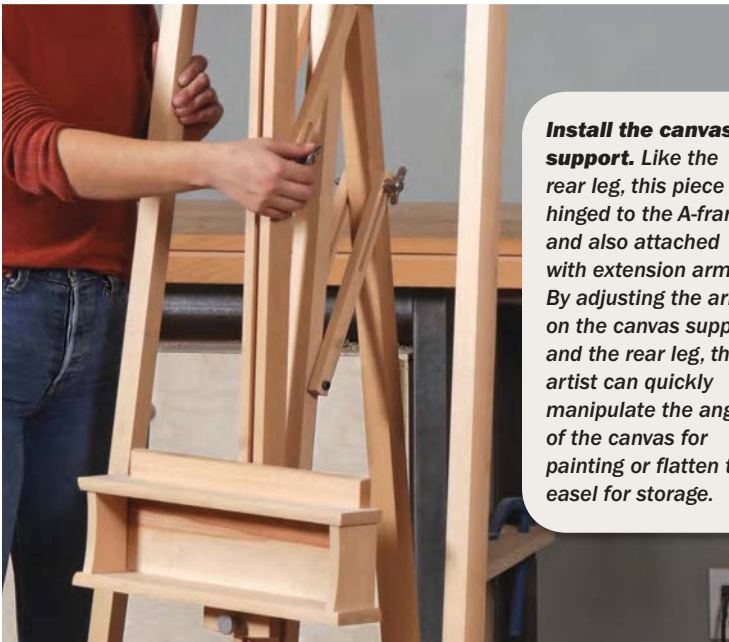 Install the canvas
support. Like the
rear leg, this piece
hinged to the A-fra
and also attached
with extension arm
By adjusting the ar
on the canvas supp
and the rear leg, th
artist can quickly
manipulate the ang
of the canvas for
painting or flatten t
easel for storage.